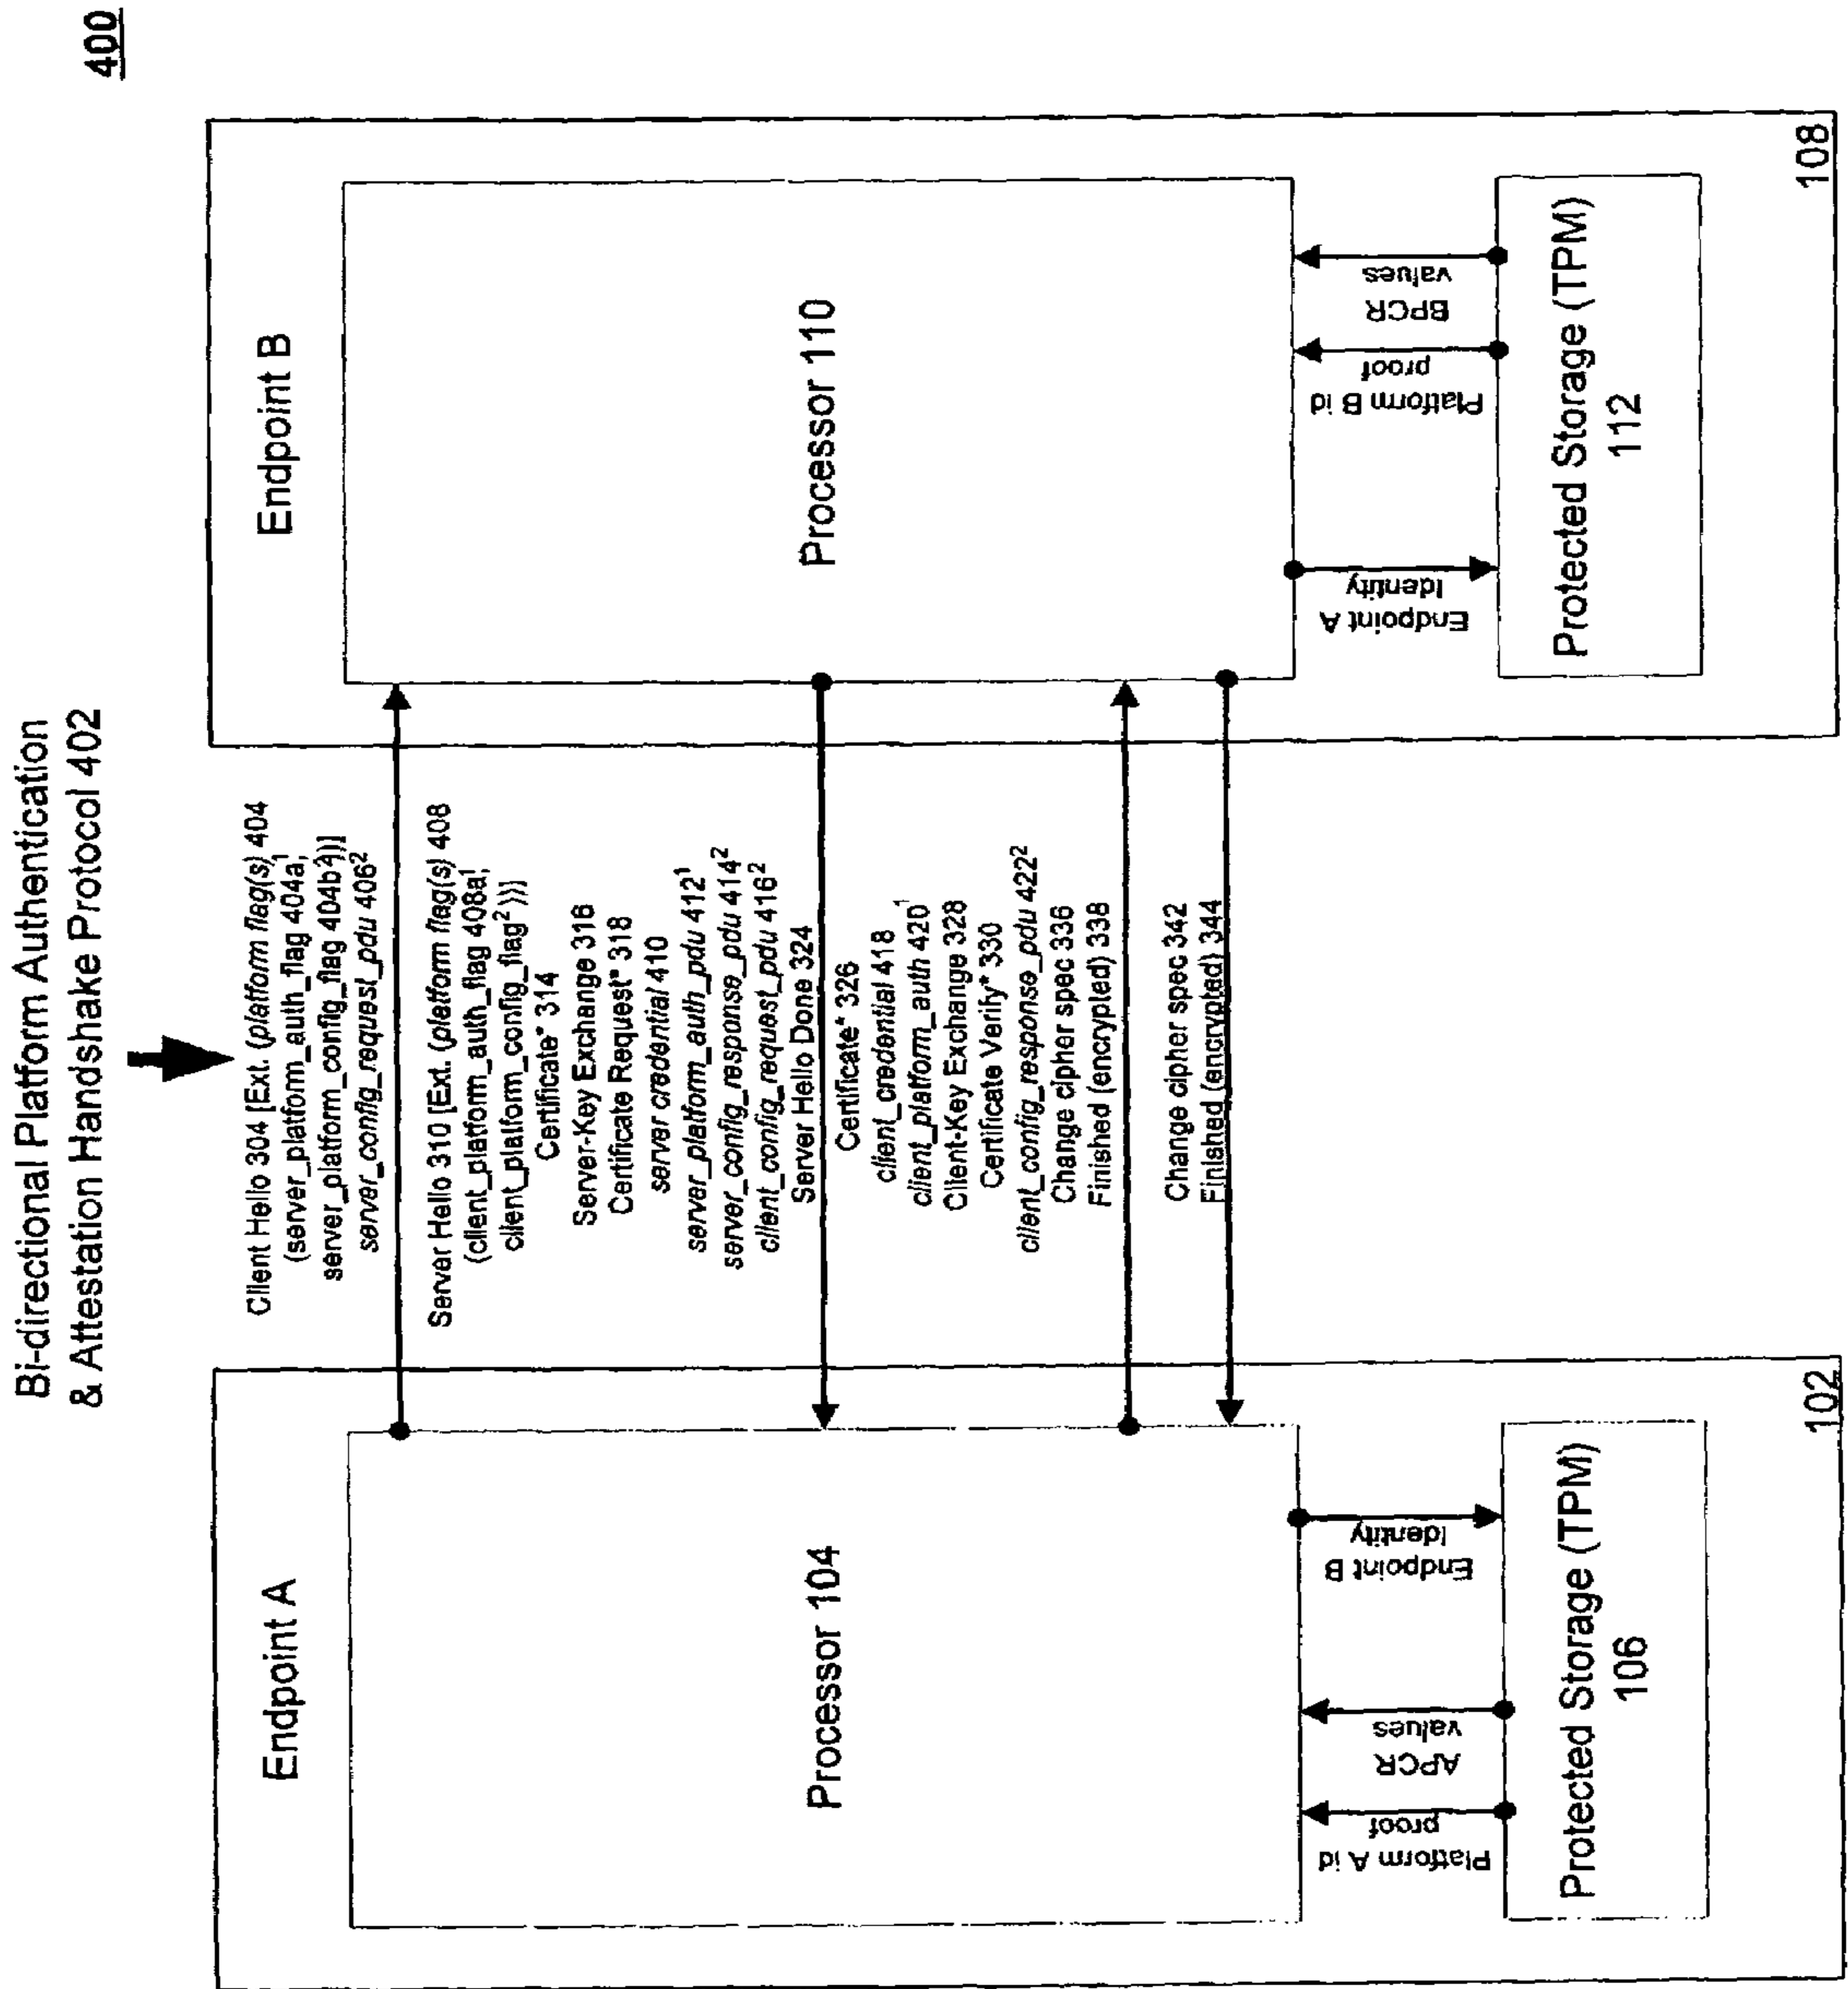 400
Bi-directional Platform Authentication
& Attestation Handshake Protocol 402
Endpoint A
Processor 104
Platform A id
proof
APCR
values
Endpoint B
Identity
Protected Storage (TPM)
106
102
Client Hello 304 [Ext. (platform flag(s) 404
(server_platform_auth_flag 404a¹,
server_platform_config_flag 404b²))]
server_config_request_pdu 406²
Server Hello 310 [Ext. (platform flag(s) 408
(client_platform_auth_flag 408a¹,
client_platform_config_flag²))]
Certificate* 314
Server-Key Exchange 316
Certificate Request* 318
server credential 410
server_platform_auth_pdu 412¹
server_config_response_pdu 414²
client_config_request_pdu 416²
Server Hello Done 324
Certificate* 326
client_credential 418
client_platform_auth 420¹
Client-Key Exchange 328
Certificate Verify* 330
client_config_response_pdu 422²
Change cipher spec 336
Finished (encrypted) 338
Change cipher spec 342
Finished (encrypted) 344
Endpoint B
Processor 110
Endpoint A
Identity
Platform B id
proof
BPCR
values
Protected Storage (TPM)
112
108